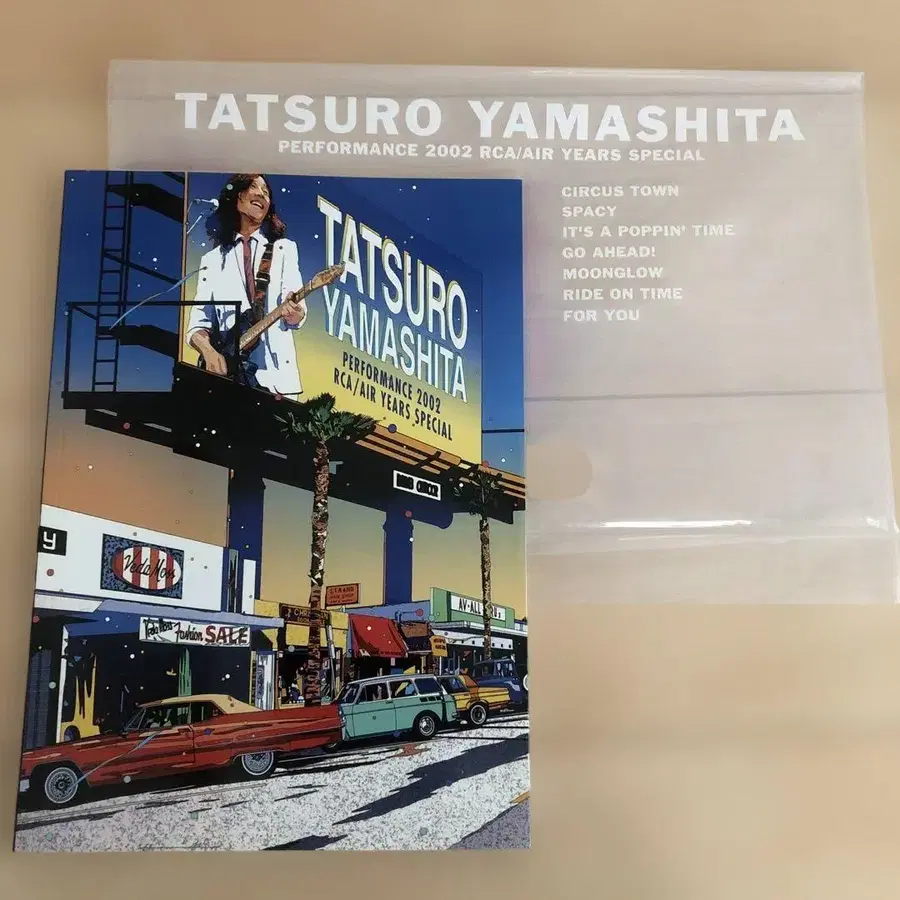 TATSURO YAMASHITA
PERFORMANCE 2002 RCA/AIR YEARS SPECIAL
CIRCUS TOWN
SPACY
IT'S A POPPIN' TIME
GO AHEAD!
MOONGLOW
RIDE ON TIME
FOR YOU
TATSURO
YAMASHITA
PERFORMANCE 2002
RCA/AIR YEARS SPECIAL
y
Fashion SALE